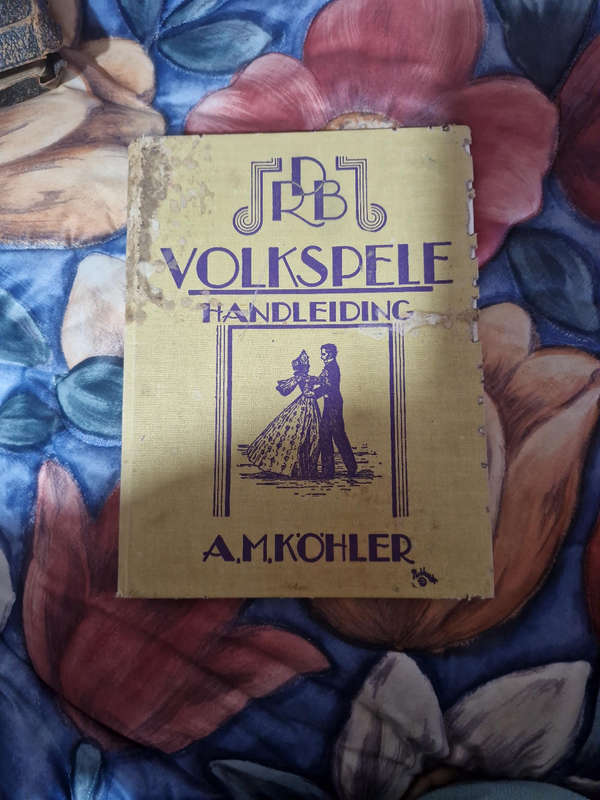 RDB
VOLKSPELE
HANDLEIDING
A.M.KÖHLER